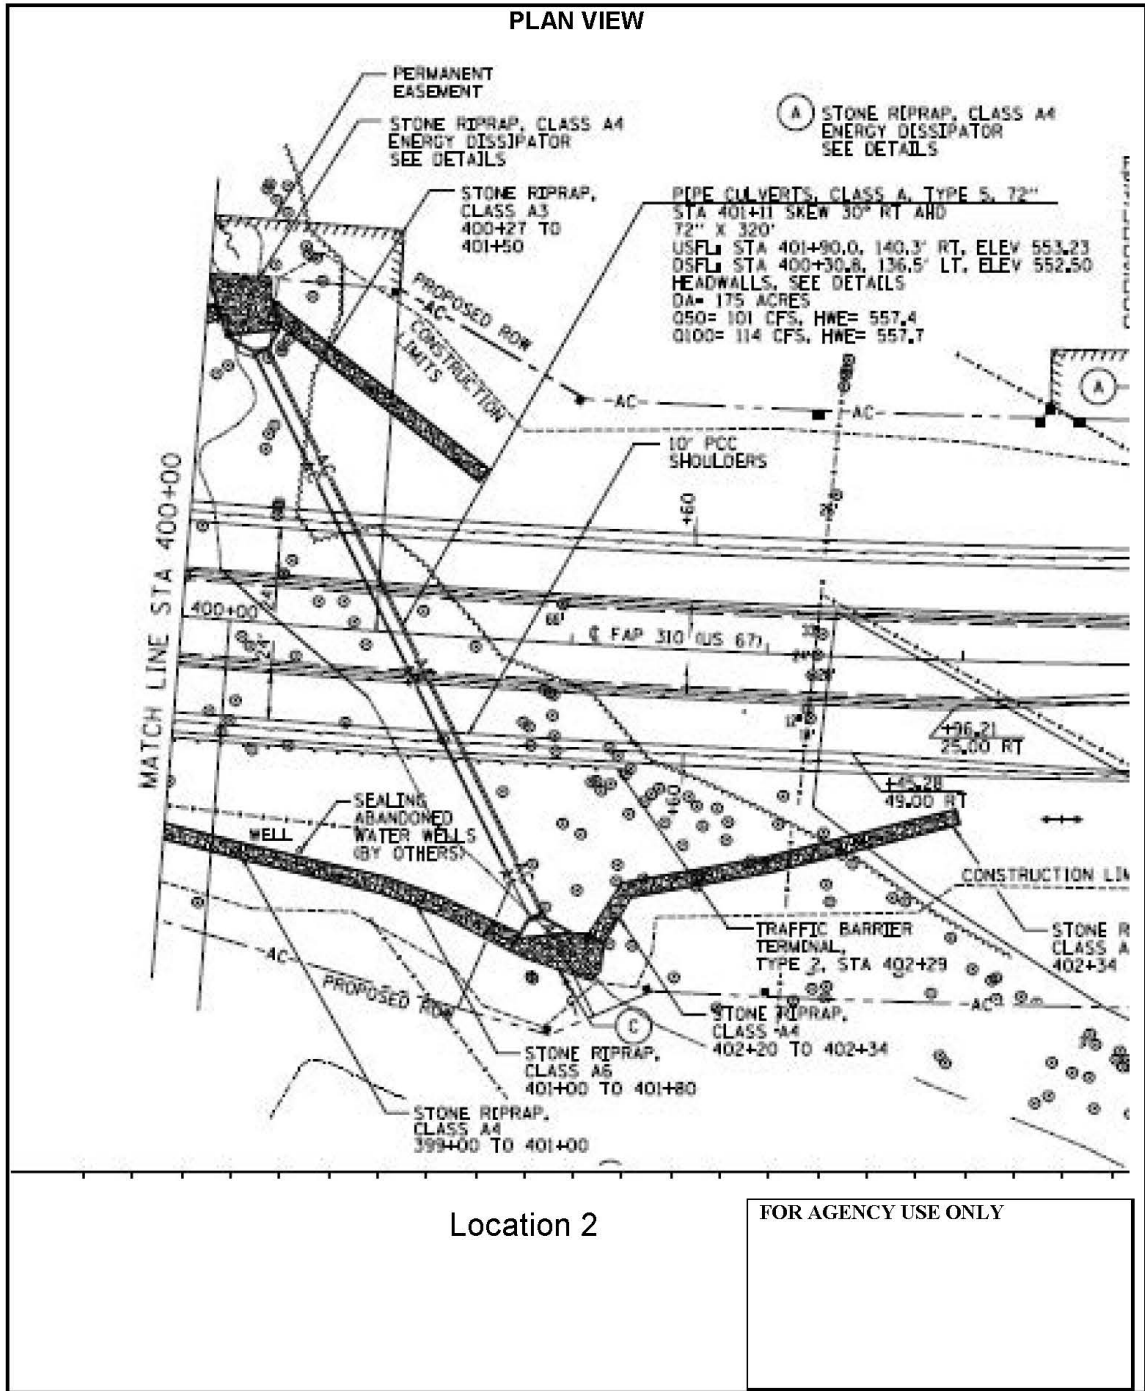 PLAN VIEW
PERMANENT
EASEMENT
STONE RIPRAP, CLASS A4
ENERGY DISSIPATOR
SEE DETAILS
A
STONE RIPRAP, CLASS A4
ENERGY DISSIPATOR
SEE DETAILS
STONE RIPRAP,
CLASS A3
400+27 TO
401+50
PIPE CULVERTS, CLASS A, TYPE 5, 72"
STA 401+11 SKEW 30° RT AHD
72" X 320'
USFL: STA 401+90.0, 140.3' RT, ELEV 553.23
DSFL: STA 400+30.8, 136.5' LT, ELEV 552.50
HEADWALLS, SEE DETAILS
DA= 175 ACRES
Q50= 101 CFS, HWE= 557.4
Q100= 114 CFS, HWE= 557.7
PROPOSED ROW
AC
CONSTRUCTION
LIMITS
AC
AC
A
10' PCC
SHOULDERS
AC
AC
+60
MATCH LINE STA 400+00
24'
400+00
66'
℄ FAP 310 (US 67)
24'
+96.21
25.00 RT
+45.28
49.00 RT
+60
SEALING
ABANDONED
WATER WELLS
(BY OTHERS)
WELL
CONSTRUCTION LIM
TRAFFIC BARRIER
TERMINAL,
TYPE 2, STA 402+29
STONE R
CLASS A
402+34
AC
PROPOSED ROW
AC
C
STONE RIPRAP,
CLASS A4
402+20 TO 402+34
STONE RIPRAP,
CLASS A6
401+00 TO 401+80
STONE RIPRAP,
CLASS A4
399+00 TO 401+00
Location 2
FOR AGENCY USE ONLY